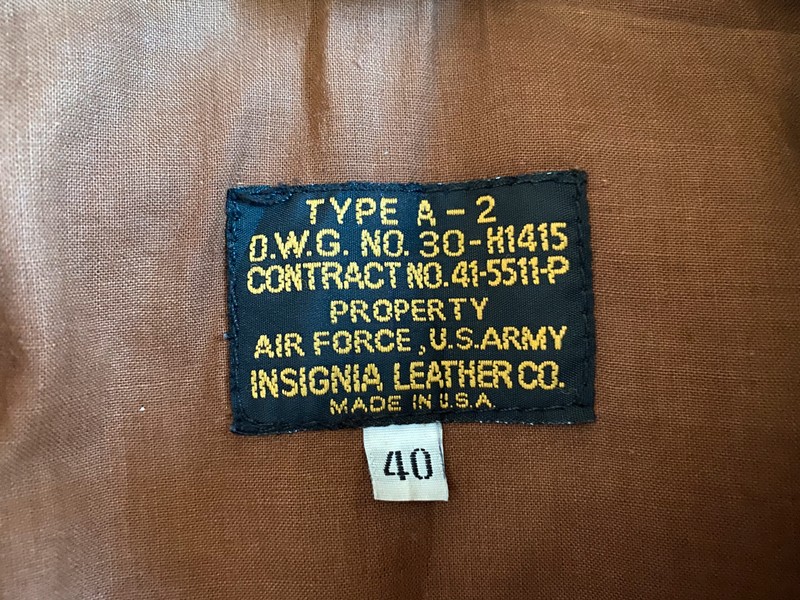 TYPE A-2
D.W.G. NO. 30-H1415
CONTRACT NO. 41-5511-P
PROPERTY
AIR FORCE, U.S.ARMY
INSIGNIA LEATHER CO.
MADE IN U.S.A.
40